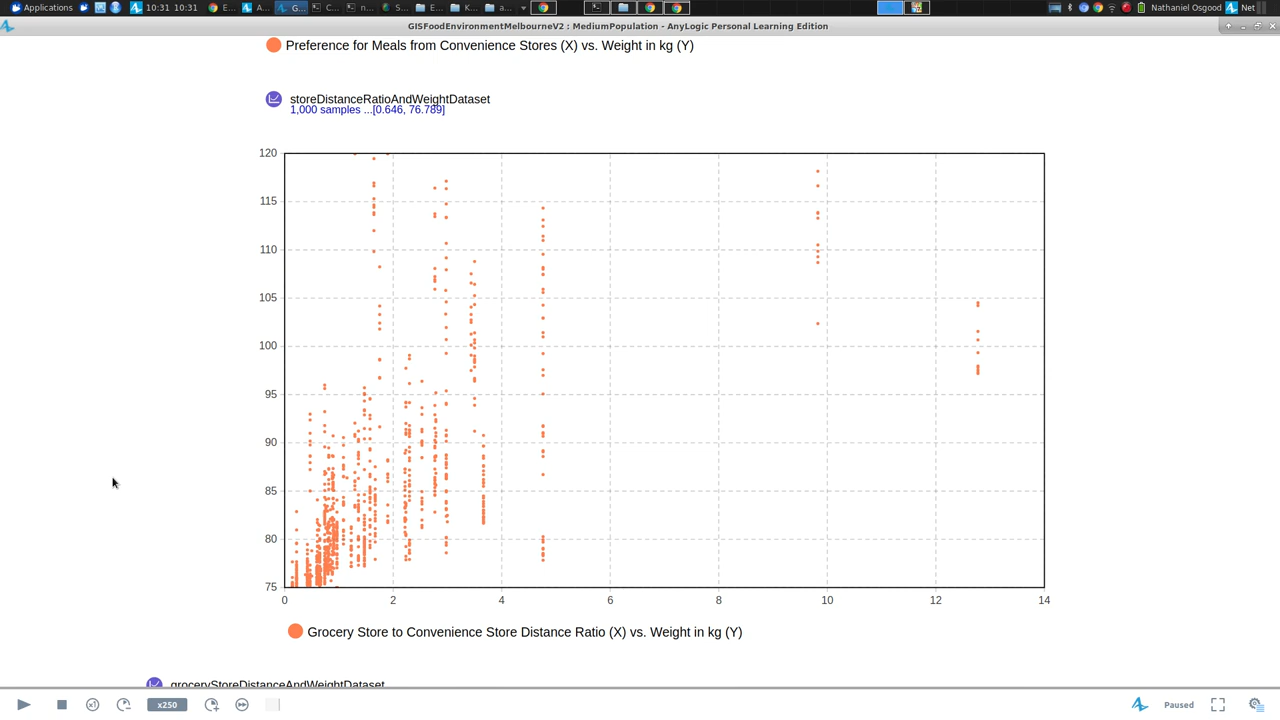 Applications 10:31 10:31 E... A... G... C... n... S... E... K... a... Nathaniel Osgood Net
GISFoodEnvironmentMelbourneV2 : MediumPopulation - AnyLogic Personal Learning Edition
Preference for Meals from Convenience Stores (X) vs. Weight in kg (Y)
storeDistanceRatioAndWeightDataset
1,000 samples ...[0.646, 76.789]
120
115
110
105
100
95
90
85
80
75
0 2 4 6 8 10 12 14
Grocery Store to Convenience Store Distance Ratio (X) vs. Weight in kg (Y)
groceryStoreDistanceAndWeightDataset
x1 x250 Paused